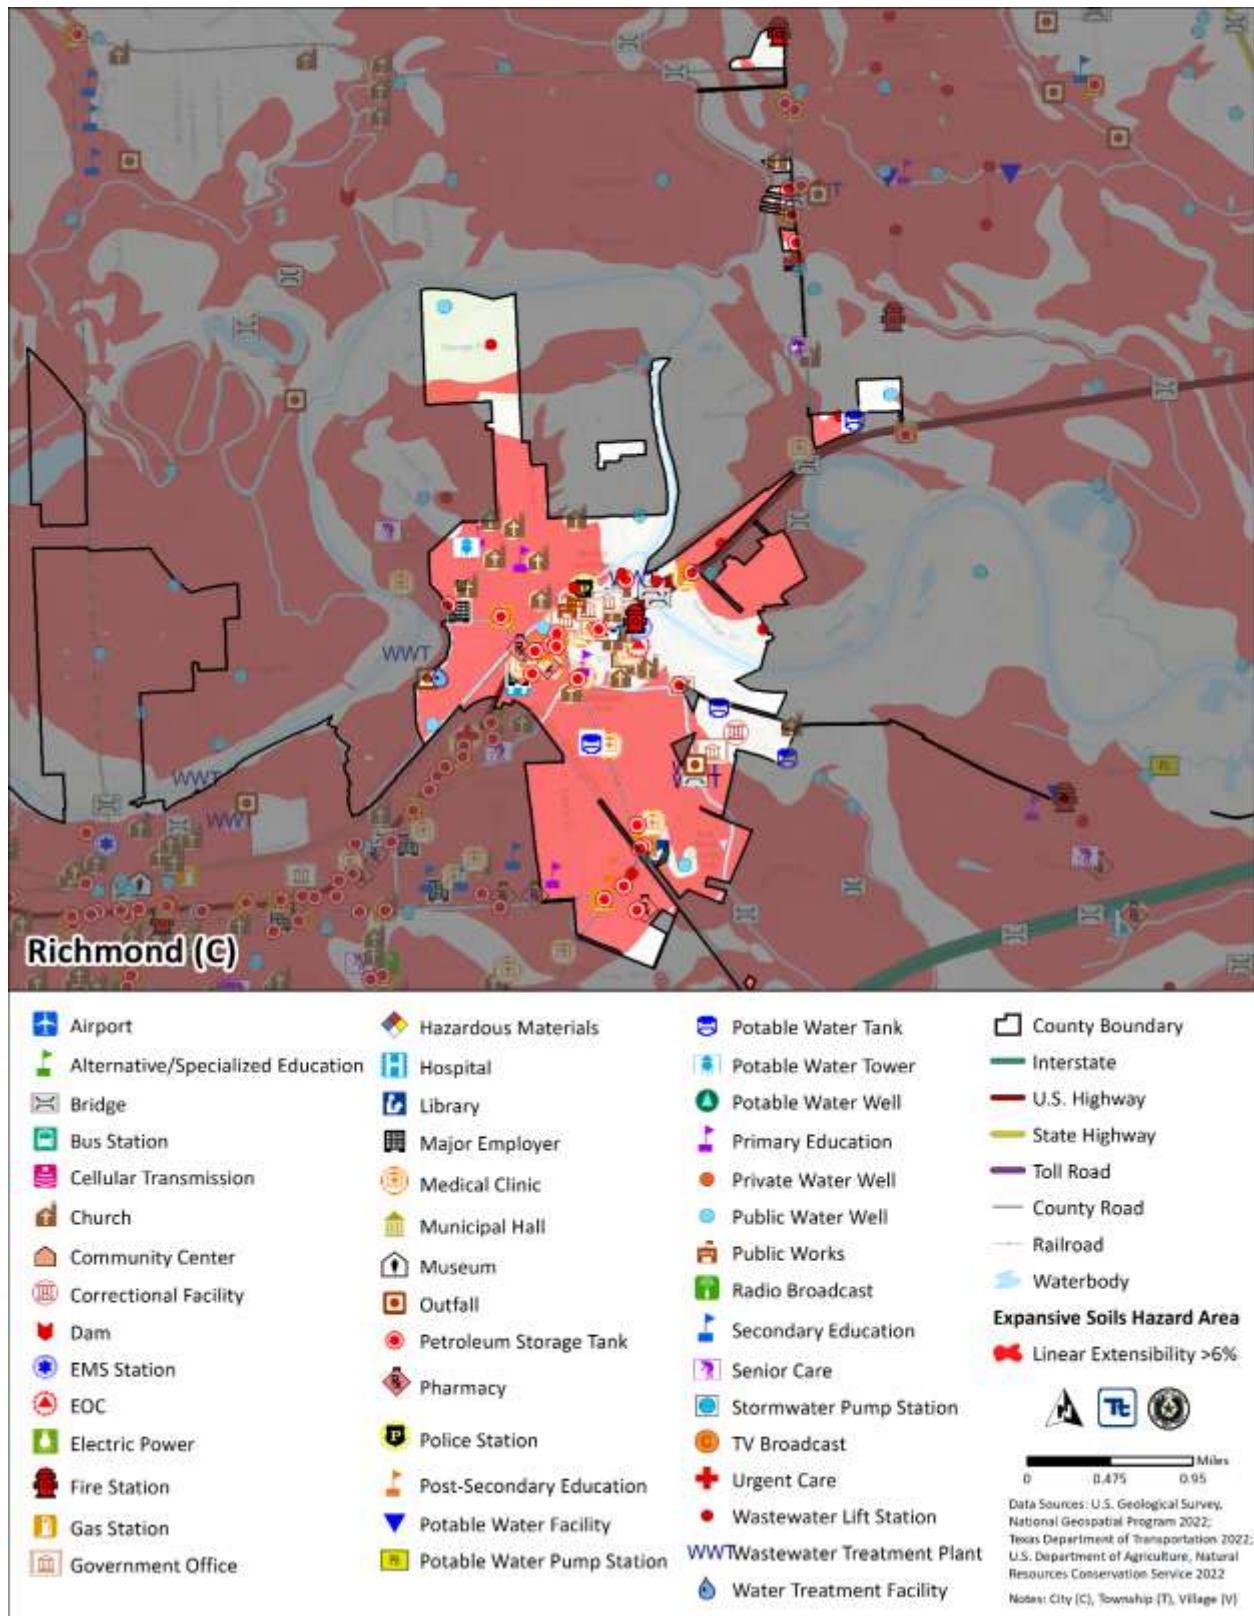 WWT
WWT
WWT
Richmond (C)
Airport
Alternative/Specialized Education
Bridge
Bus Station
Cellular Transmission
Church
Community Center
Correctional Facility
Dam
EMS Station
EOC
Electric Power
Fire Station
Gas Station
Government Office
Hazardous Materials
Hospital
Library
Major Employer
Medical Clinic
Municipal Hall
Museum
Outfall
Petroleum Storage Tank
Pharmacy
Police Station
Post-Secondary Education
Potable Water Facility
Potable Water Pump Station
Potable Water Tank
Potable Water Tower
Potable Water Well
Primary Education
Private Water Well
Public Water Well
Public Works
Radio Broadcast
Secondary Education
Senior Care
Stormwater Pump Station
TV Broadcast
Urgent Care
Wastewater Lift Station
WWT Wastewater Treatment Plant
Water Treatment Facility
County Boundary
Interstate
U.S. Highway
State Highway
Toll Road
County Road
Railroad
Waterbody
Expansive Soils Hazard Area
Linear Extensibility >6%
Miles
0 0.475 0.95
Data Sources: U.S. Geological Survey,
National Geospatial Program 2022;
Texas Department of Transportation 2022;
U.S. Department of Agriculture, Natural
Resources Conservation Service 2022
Notes: City (C), Township (T), Village (V)